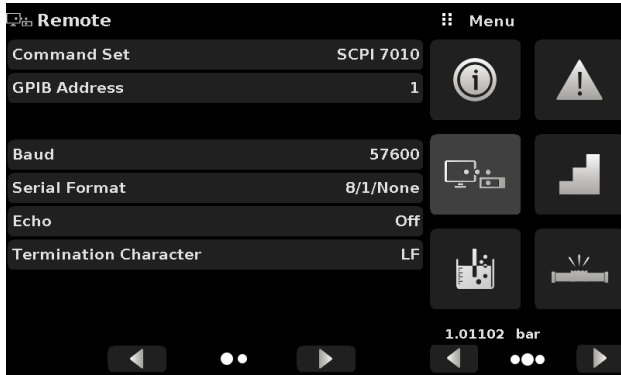 Remote
Command Set SCPI 7010
GPIB Address 1
Baud 57600
Serial Format 8/1/None
Echo Off
Termination Character LF
Menu
1.01102 bar